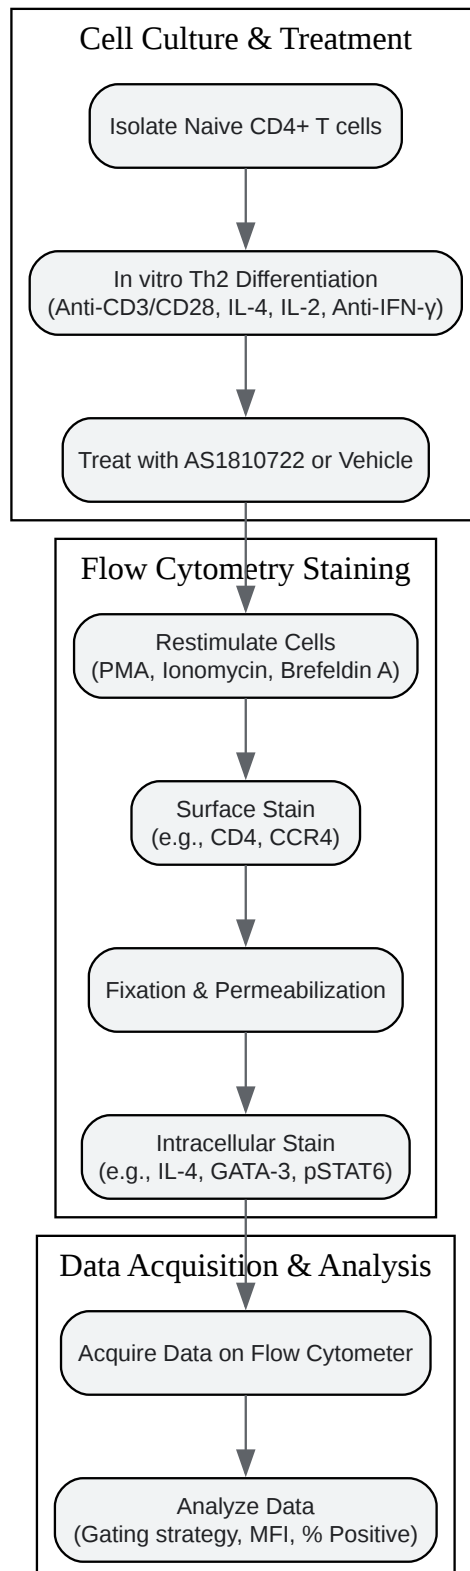 Cell Culture & Treatment
Isolate Naive CD4+ T cells
In vitro Th2 Differentiation
(Anti-CD3/CD28, IL-4, IL-2, Anti-IFN-γ)
Treat with AS1810722 or Vehicle
Flow Cytometry Staining
Restimulate Cells
(PMA, Ionomycin, Brefeldin A)
Surface Stain
(e.g., CD4, CCR4)
Fixation & Permeabilization
Intracellular Stain
(e.g., IL-4, GATA-3, pSTAT6)
Data Acquisition & Analysis
Acquire Data on Flow Cytometer
Analyze Data
(Gating strategy, MFI, % Positive)